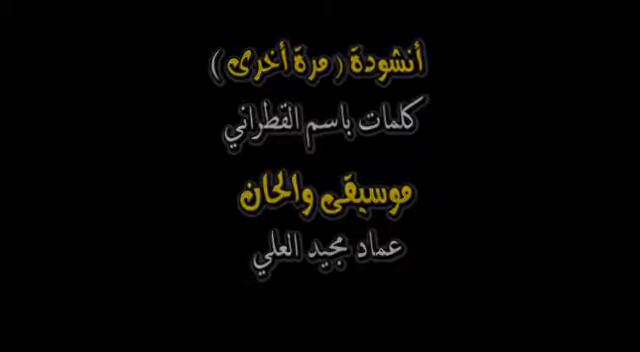 أنشودة ( مرة أخرى )
كلمات باسم القطراني
موسيقى والحان
عماد مجيد العلي